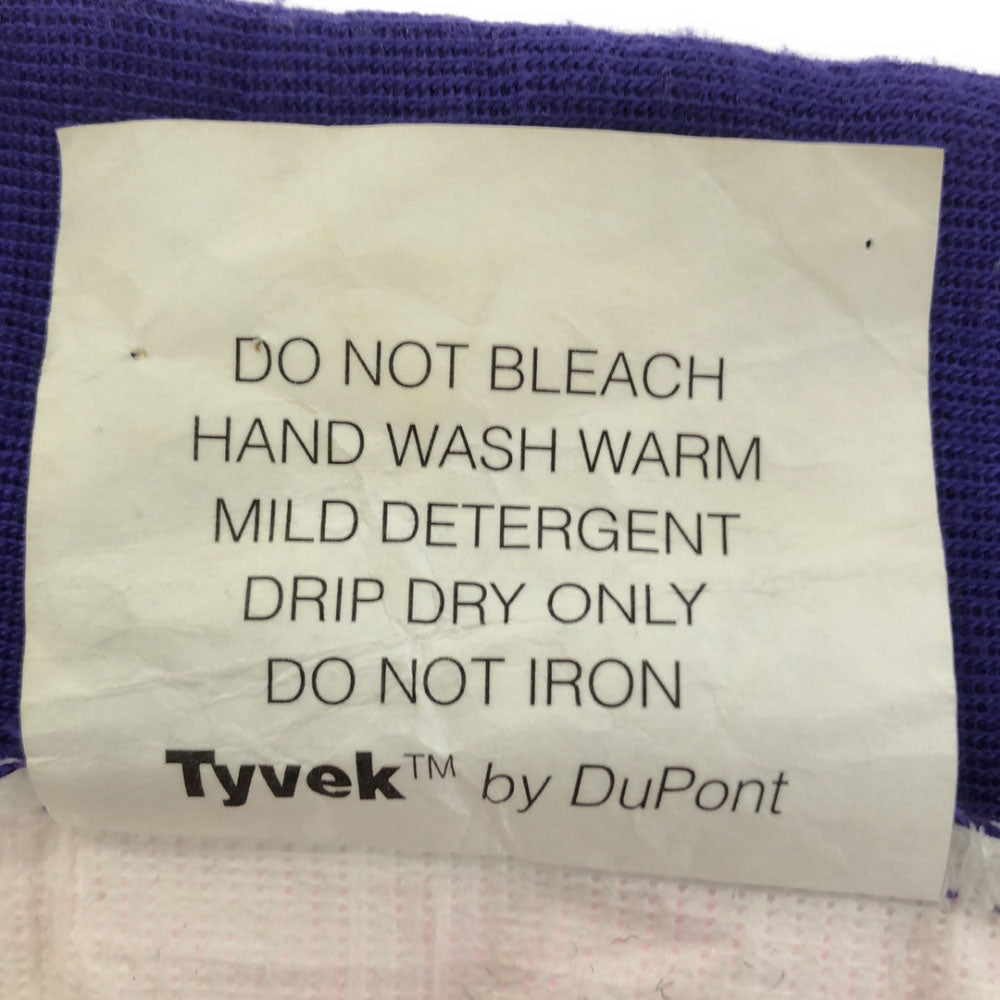 DO NOT BLEACH
HAND WASH WARM
MILD DETERGENT
DRIP DRY ONLY
DO NOT IRON
Tyvek™ by DuPont